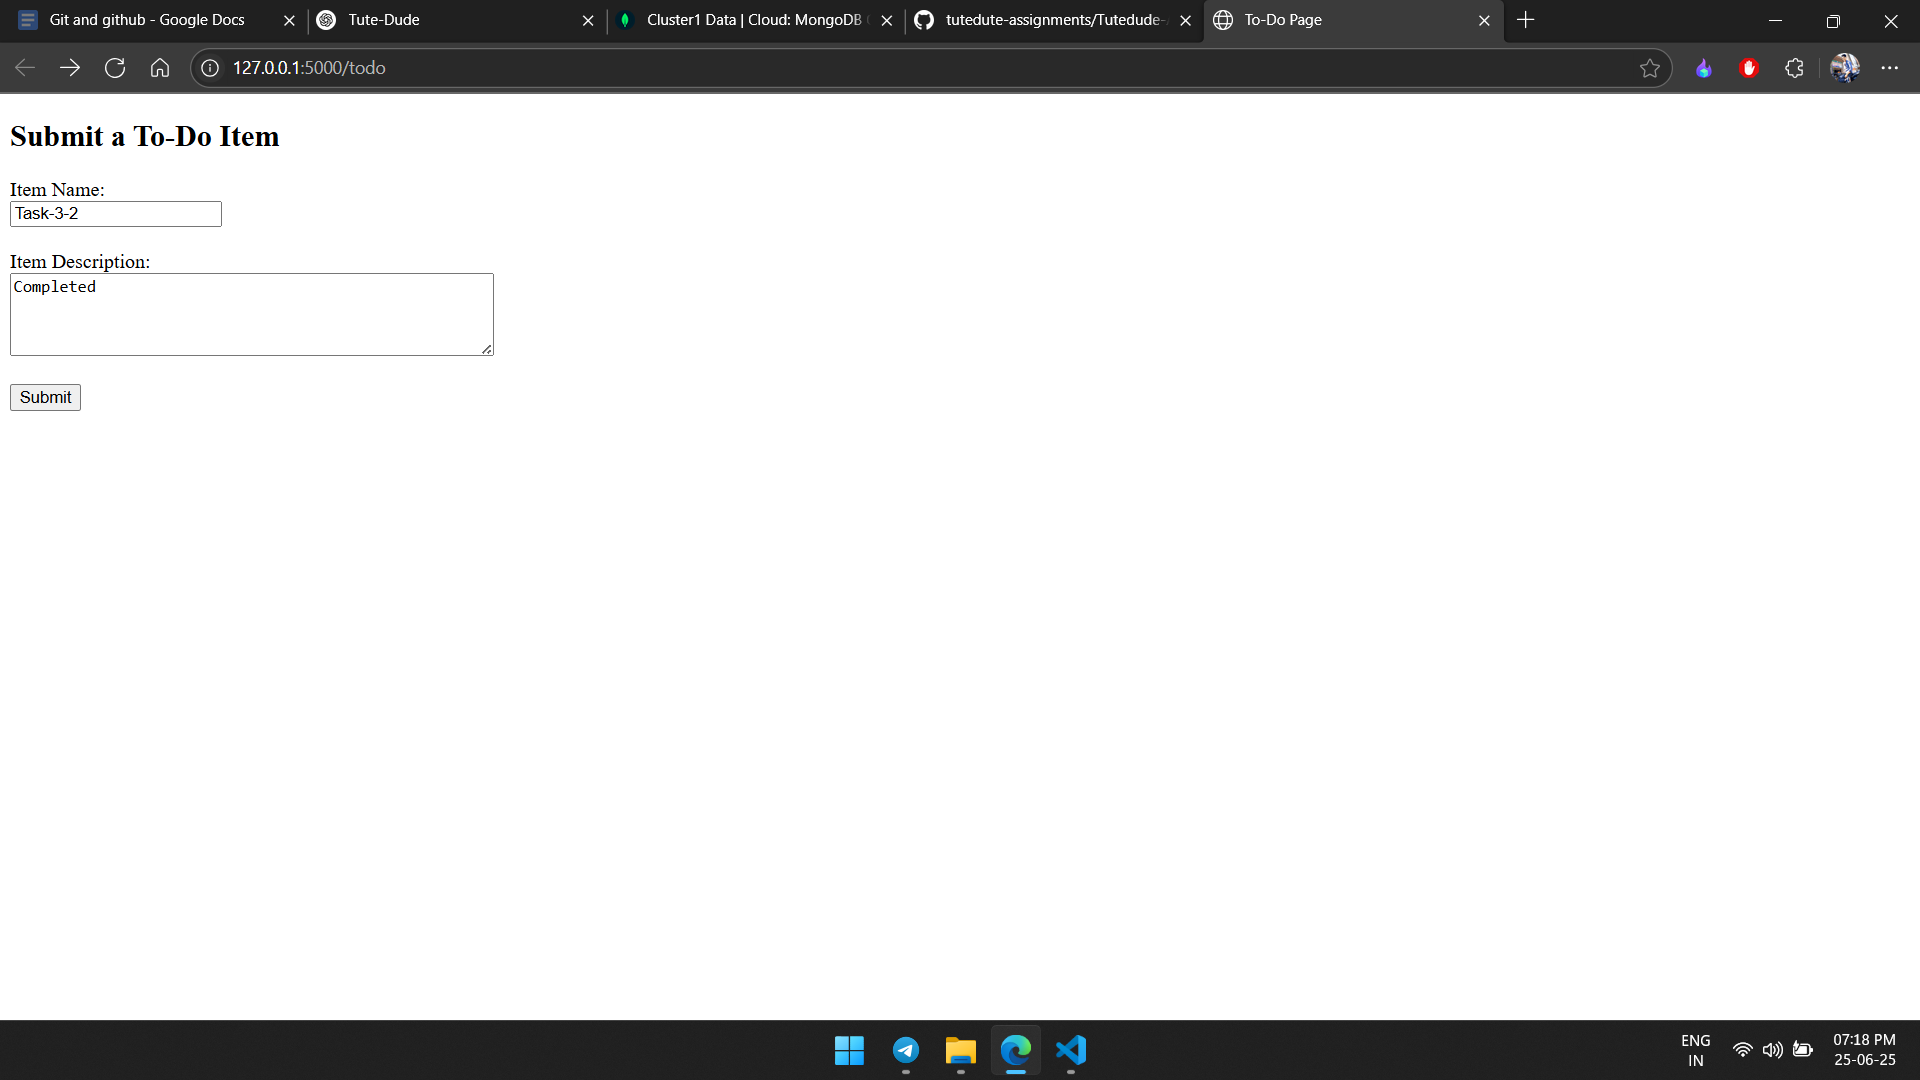 Git and github - Google Docs
Tute-Dude
Cluster1 Data | Cloud: MongoDB
tutedute-assignments/Tutedude-
To-Do Page
127.0.0.1:5000/todo
Submit a To-Do Item
Item Name:
Task-3-2
Item Description:
Completed
Submit
ENG
IN
07:18 PM
25-06-25